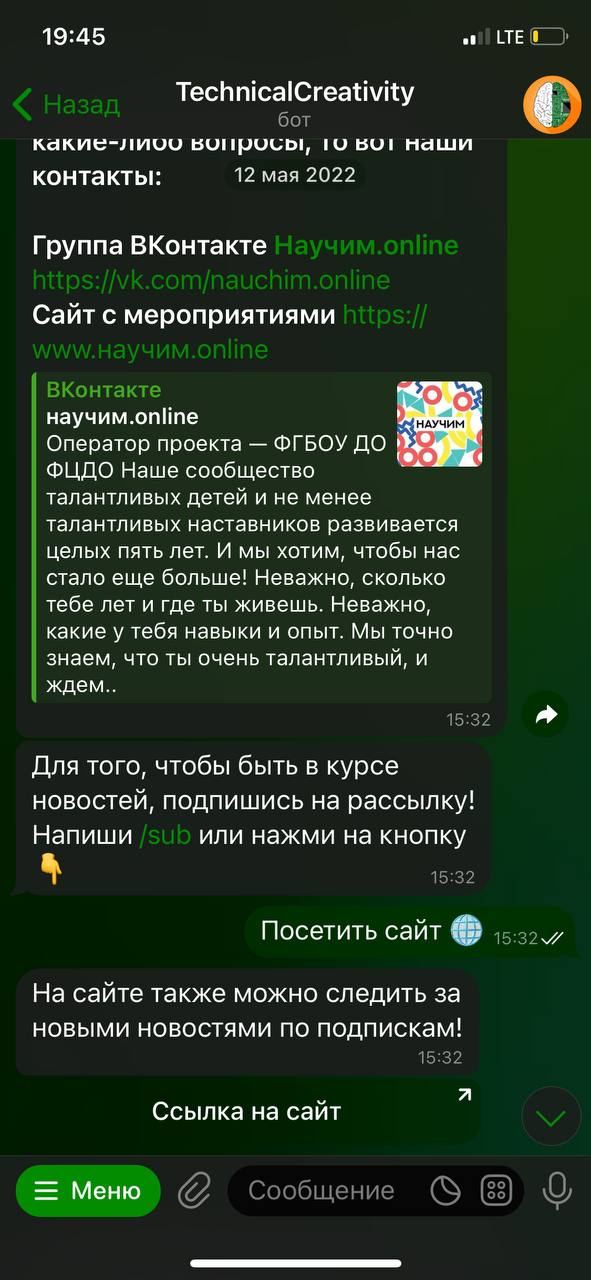 19:45
LTE
Назад
TechnicalCreativity
бот
какие-либо вопросы, то вот наши
контакты:
12 мая 2022
Группа ВКонтакте Научим.online
https://vk.com/nauchim.online
Сайт с мероприятиями https://
www.научим.online
ВКонтакте
научим.online
НАУЧИМ
Оператор проекта — ФГБОУ ДО
ФЦДО Наше сообщество
талантливых детей и не менее
талантливых наставников развивается
целых пять лет. И мы хотим, чтобы нас
стало еще больше! Неважно, сколько
тебе лет и где ты живешь. Неважно,
какие у тебя навыки и опыт. Мы точно
знаем, что ты очень талантливый, и
ждем..
15:32
Для того, чтобы быть в курсе
новостей, подпишись на рассылку!
Напиши /sub или нажми на кнопку
👇
15:32
Посетить сайт 🌐 15:32
На сайте также можно следить за
новыми новостями по подпискам!
15:32
Ссылка на сайт
Меню
Сообщение